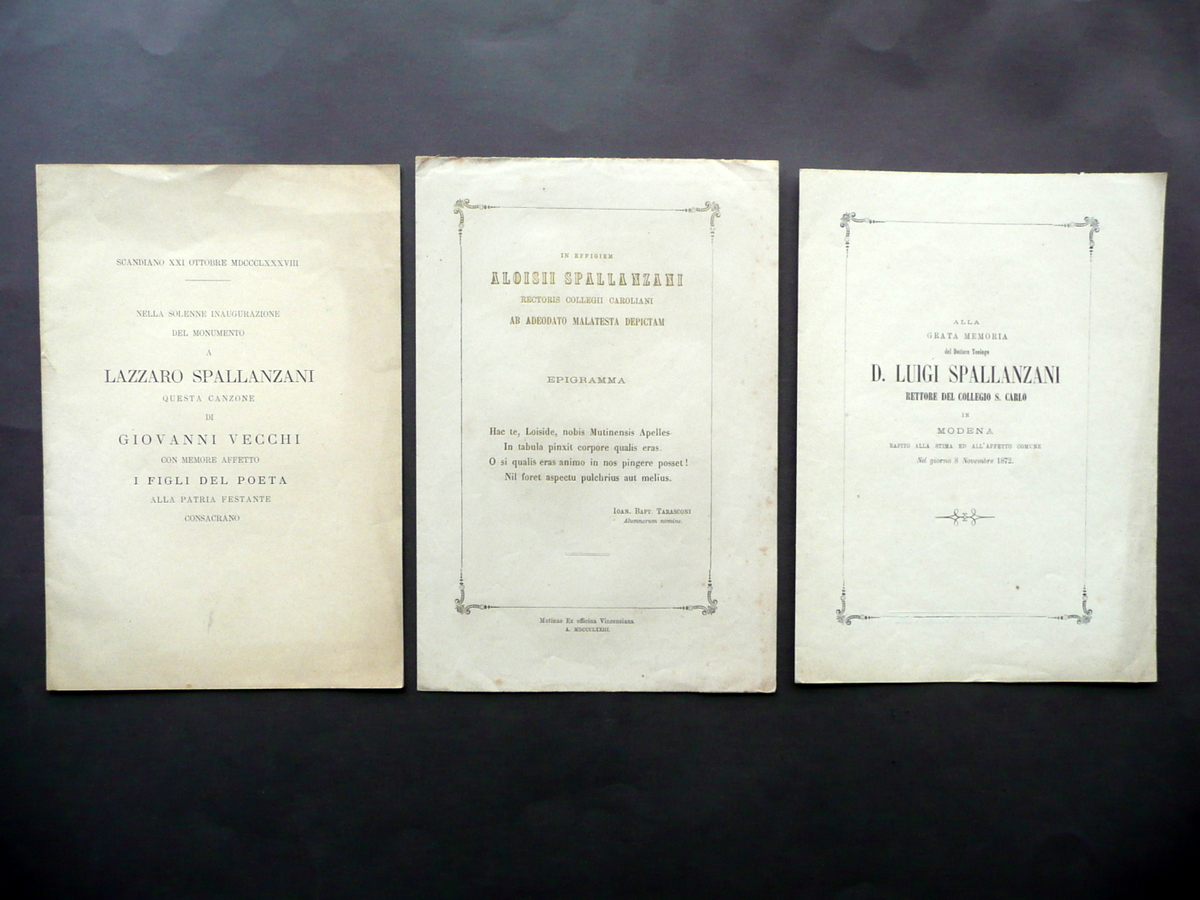 SCANDIANO XXI OTTOBRE MDCCCLXXXVIII
NELLA SOLENNE INAUGURAZIONE
DEL MONUMENTO
A
LAZZARO SPALLANZANI
QUESTA CANZONE
DI
GIOVANNI VECCHI
CON MEMORE AFFETTO
I FIGLI DEL POETA
ALLA PATRIA FESTANTE
CONSACRANO
IN EFFIGIEM
ALOISII SPALLANZANI
RECTORIS COLLEGII CAROLIANI
AB ADEODATO MALATESTA DEPICTAM
EPIGRAMMA
Hac te, Loiside, nobis Mutinensis Apelles
In tabula pinxit corpore qualis eras.
O si qualis eras animo in nos pingere posset!
Nil foret aspectu pulchrius aut melius.
IOAN. BAPT. TARASCONI
Alumnorum nomine.
Mutinae Ex officina Vicentiniana
A. MDCCCLXXIII.
ALLA
GRATA MEMORIA
del Dottore Teologo
D. LUIGI SPALLANZANI
RETTORE DEL COLLEGIO S. CARLO
IN
MODENA
RAPITO ALLA STIMA ED ALL'AFFETTO COMUNE
Nel giorno 8 Novembre 1872.